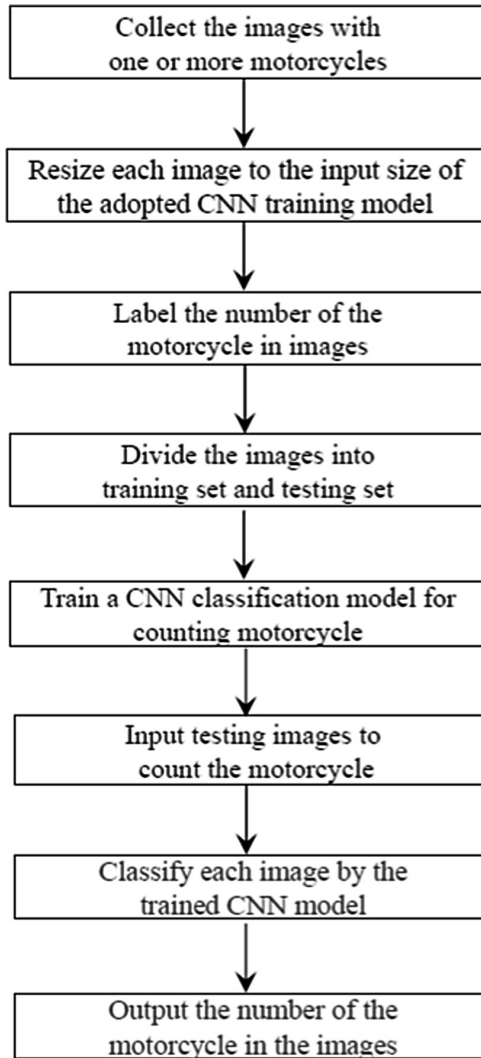 Collect the images with
one or more motorcycles
Resize each image to the input size of
the adopted CNN training model
Label the number of the
motorcycle in images
Divide the images into
training set and testing set
Train a CNN classification model for
counting motorcycle
Input testing images to
count the motorcycle
Classify each image by the
trained CNN model
Output the number of the
motorcycle in the images